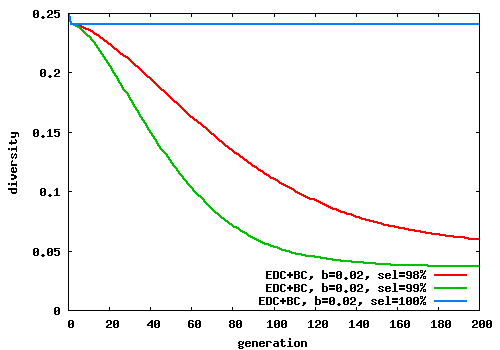 0.25
0.2
0.15
0.1
0.05
0
diversity
EDC+BC, b=0.02, sel=98%
EDC+BC, b=0.02, sel=99%
EDC+BC, b=0.02, sel=100%
0 20 40 60 80 100 120 140 160 180 200
generation